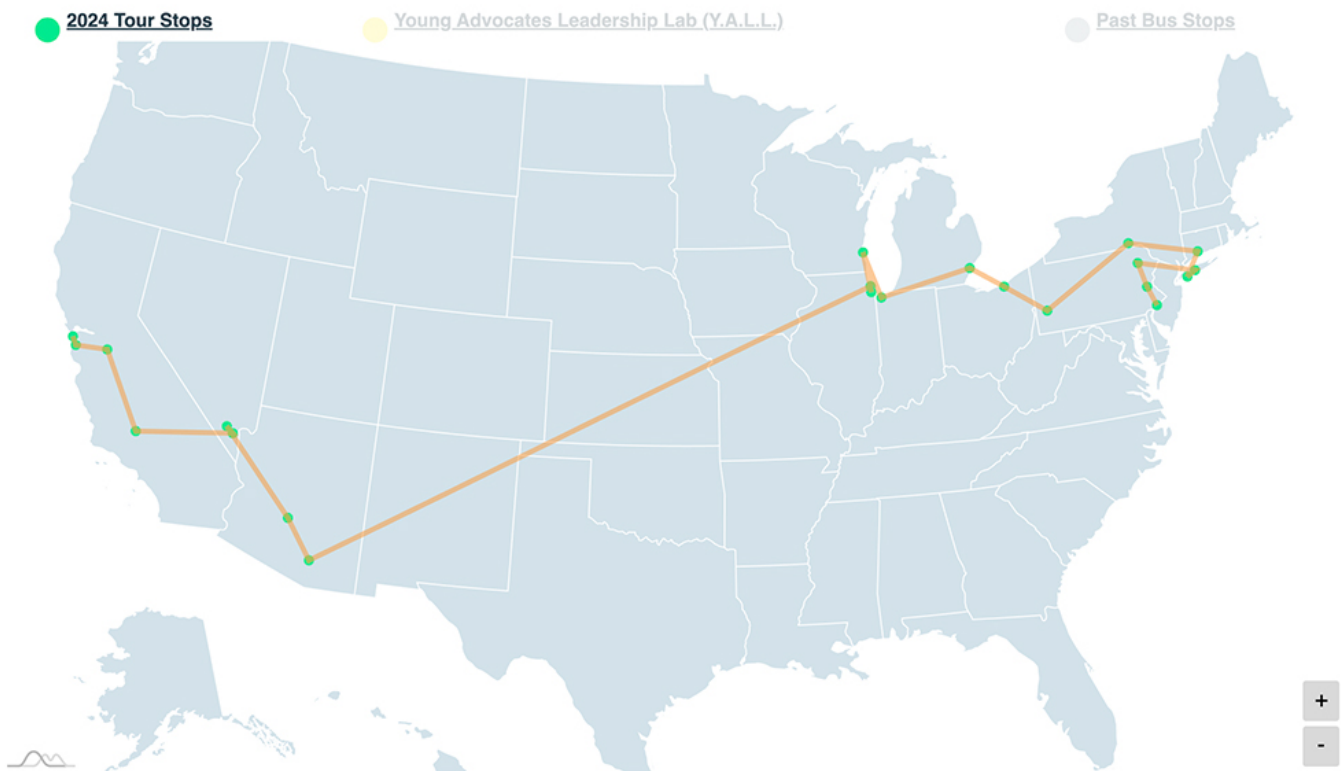 2024 Tour Stops
Young Advocates Leadership Lab (Y.A.L.L.)
Past Bus Stops
+
-